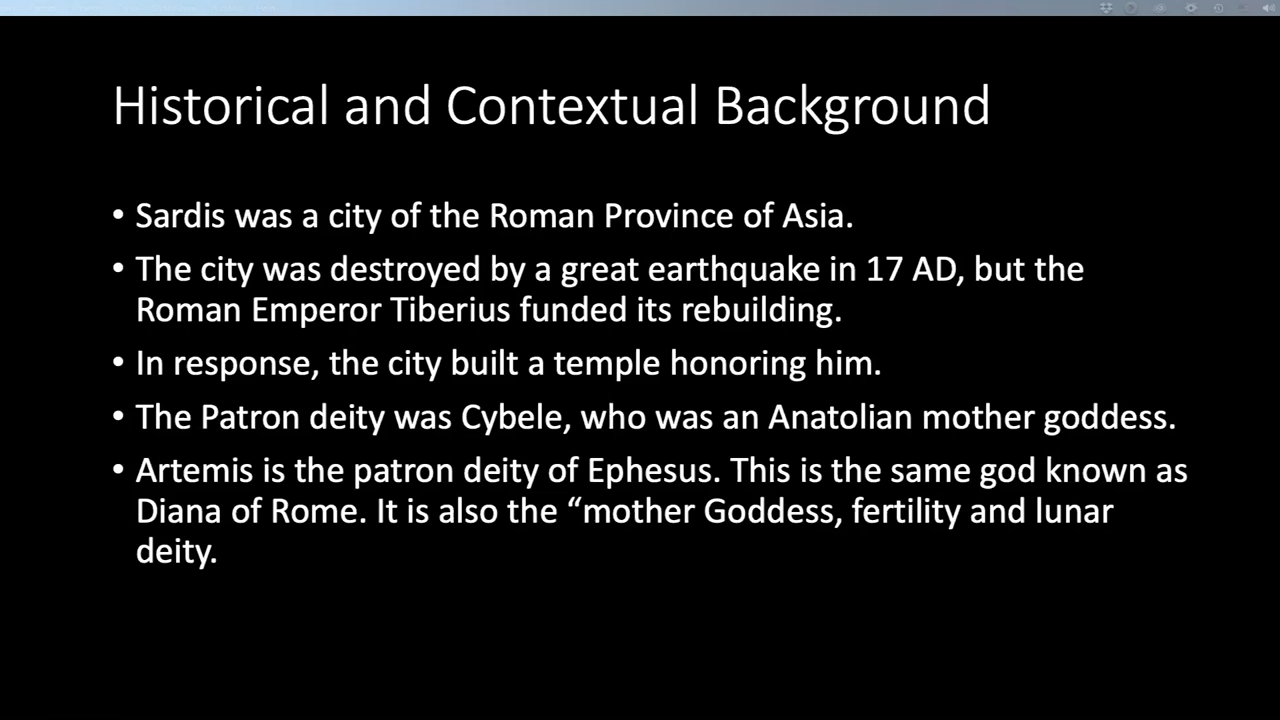 Historical and Contextual Background
• Sardis was a city of the Roman Province of Asia.
• The city was destroyed by a great earthquake in 17 AD, but the
Roman Emperor Tiberius funded its rebuilding.
• In response, the city built a temple honoring him.
• The Patron deity was Cybele, who was an Anatolian mother goddess.
• Artemis is the patron deity of Ephesus. This is the same god known as
Diana of Rome. It is also the “mother Goddess, fertility and lunar
deity.